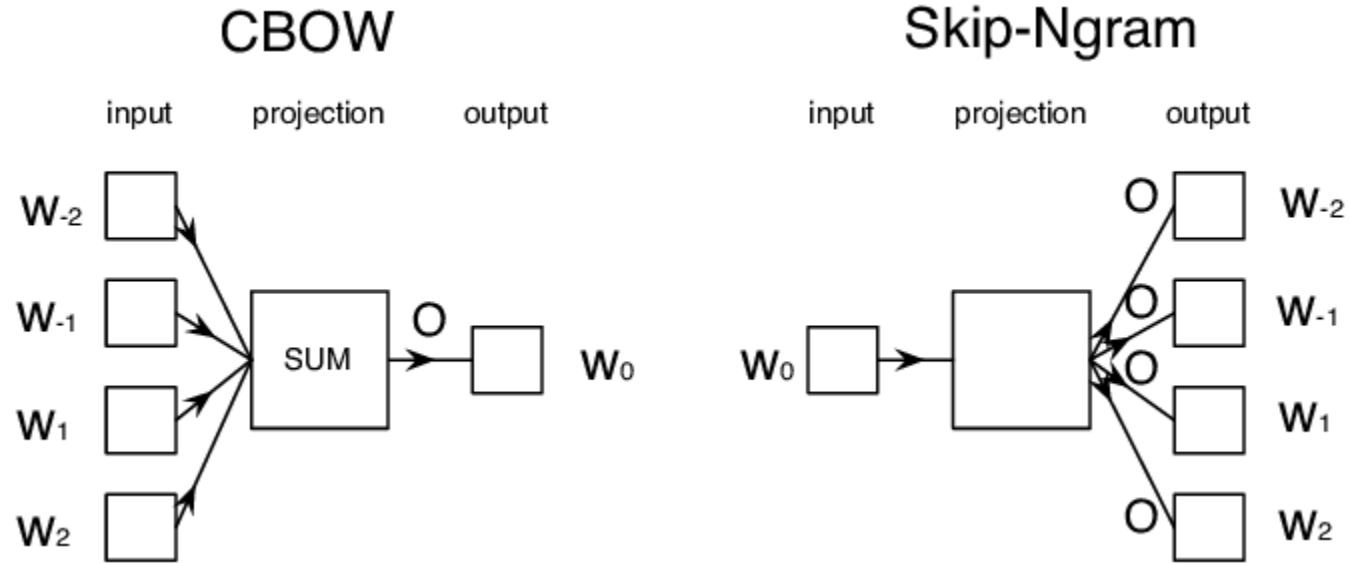 CBOW
input projection output
w-2
w-1
w1
w2
SUM
O
w0
Skip-Ngram
input projection output
w0
O
O
O
O
w-2
w-1
w1
w2